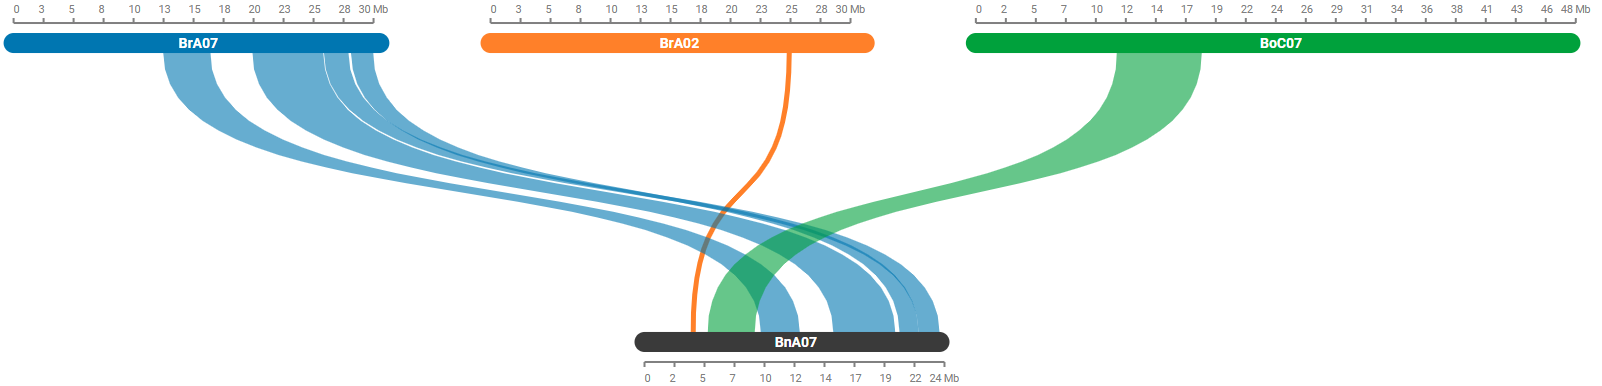 0 3 5 8 10 13 15 18 20 23 25 28 30 Mb
BrA07
0 3 5 8 10 13 15 18 20 23 25 28 30 Mb
BrA02
0 2 5 7 10 12 14 17 19 22 24 26 29 31 34 36 38 41 43 46 48 Mb
BoC07
BnA07
0 2 5 7 10 12 14 17 19 22 24 Mb